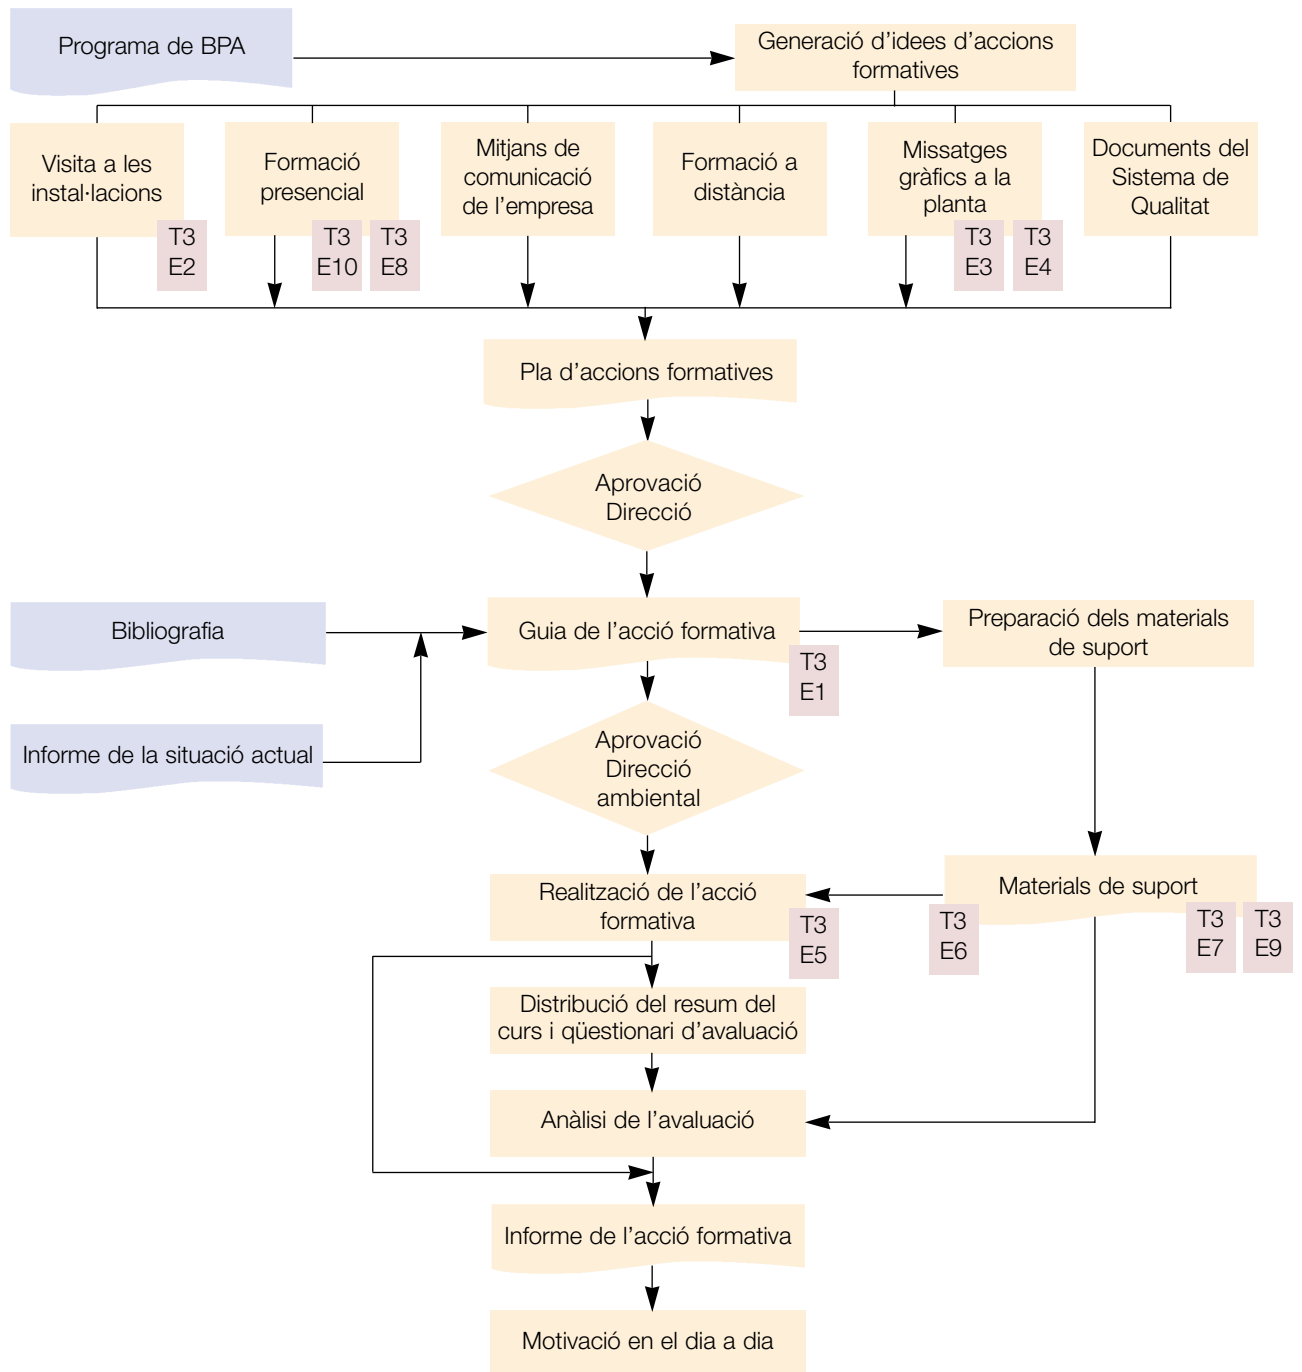 Programa de BPA
Generació d’idees d’accions
formatives
Visita a les
instal·lacions
T3
E2
Formació
presencial
T3
E10
T3
E8
Mitjans de
comunicació
de l’empresa
Formació a
distància
Missatges
gràfics a la
planta
T3
E3
T3
E4
Documents del
Sistema de
Qualitat
Pla d’accions formatives
Aprovació
Direcció
Bibliografia
Guia de l’acció formativa
T3
E1
Preparació dels materials
de suport
Informe de la situació actual
Aprovació
Direcció
ambiental
Realització de l’acció
formativa
T3
E5
Materials de suport
T3
E6
T3
E7
T3
E9
Distribució del resum del
curs i qüestionari d’avaluació
Anàlisi de l’avaluació
Informe de l’acció formativa
Motivació en el dia a dia